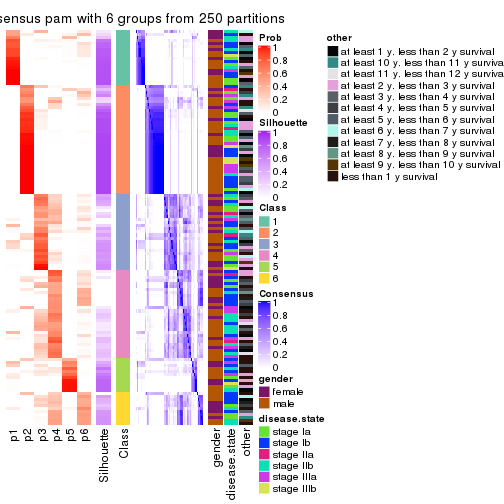 sensus pam with 6 groups from 250 partitions
Prob
1
0.8
0.6
0.4
0.2
0
Silhouette
1
0.8
0.6
0.4
0.2
0
Class
1
2
3
4
5
6
Consensus
1
0.8
0.6
0.4
0.2
0
gender
female
male
disease.state
stage Ia
stage Ib
stage IIa
stage IIb
stage IIIa
stage IIIb
other
at least 1 y. less than 2 y survival
at least 10. less than 11 y survival
at least 11. less than 12 y surviva
at least 2 y. less than 3 y survival
at least 3 y. less than 4 y survival
at least 4 y. less than 5 y survival
at least 5 y. less than 6 y survival
at least 6 y. less than 7 y survival
at least 7 y. less than 8 y survival
at least 8 y. less than 9 y survival
at least 9 y. less than 10 y survival
less than 1 y survival
p1
p2
p3
p4
p5
p6
Silhouette
Class
gender
disease.state
other